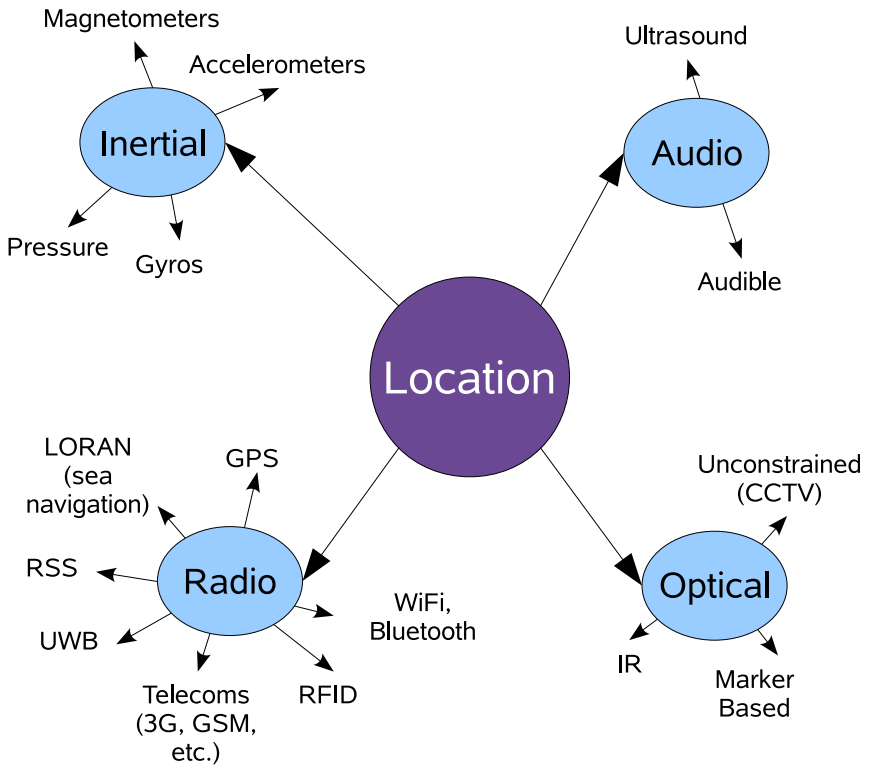 Magnetometers
Accelerometers
Inertial
Pressure
Gyros
Ultrasound
Audio
Audible
Location
LORAN
(sea
navigation)
GPS
RSS
Radio
UWB
WiFi,
Bluetooth
Telecoms
(3G, GSM,
etc.)
RFID
Unconstrained
(CCTV)
Optical
IR
Marker
Based